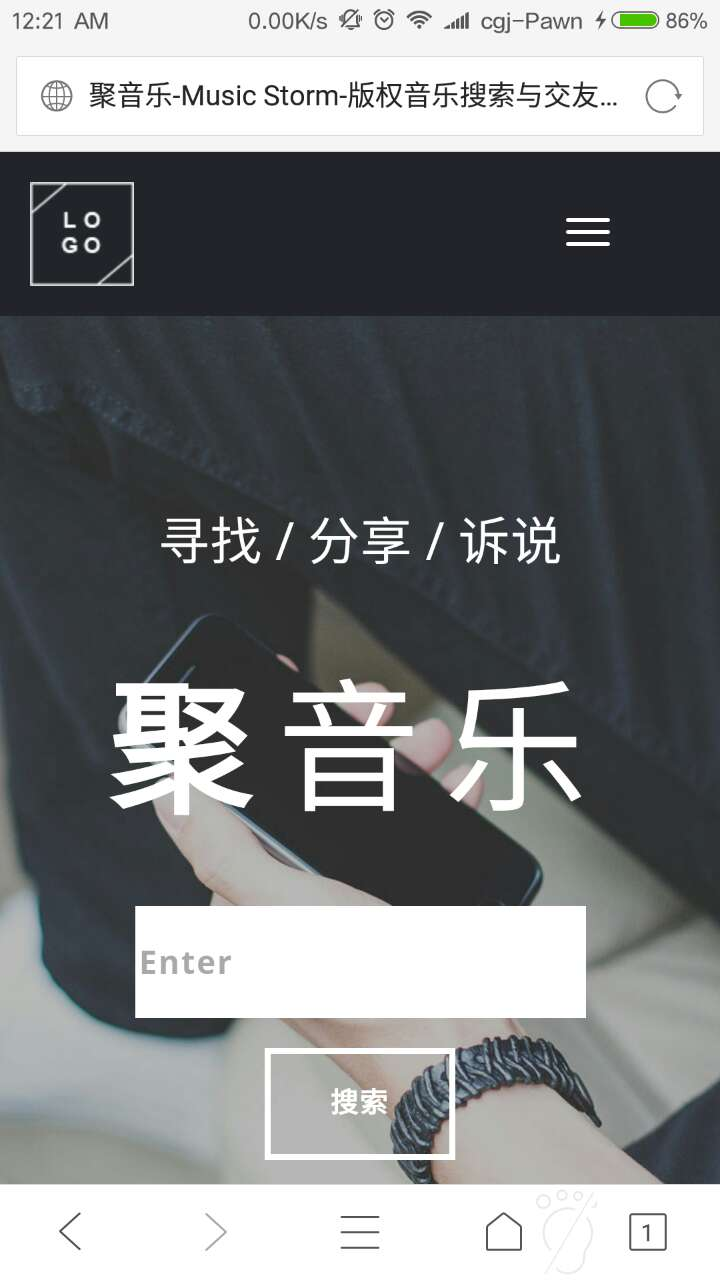 12:21 AM 0.00K/s cgj-Pawn 86%
聚音乐-Music Storm-版权音乐搜索与交友...
LO
GO
寻找 / 分享 / 诉说
聚音乐
Enter
搜索
1